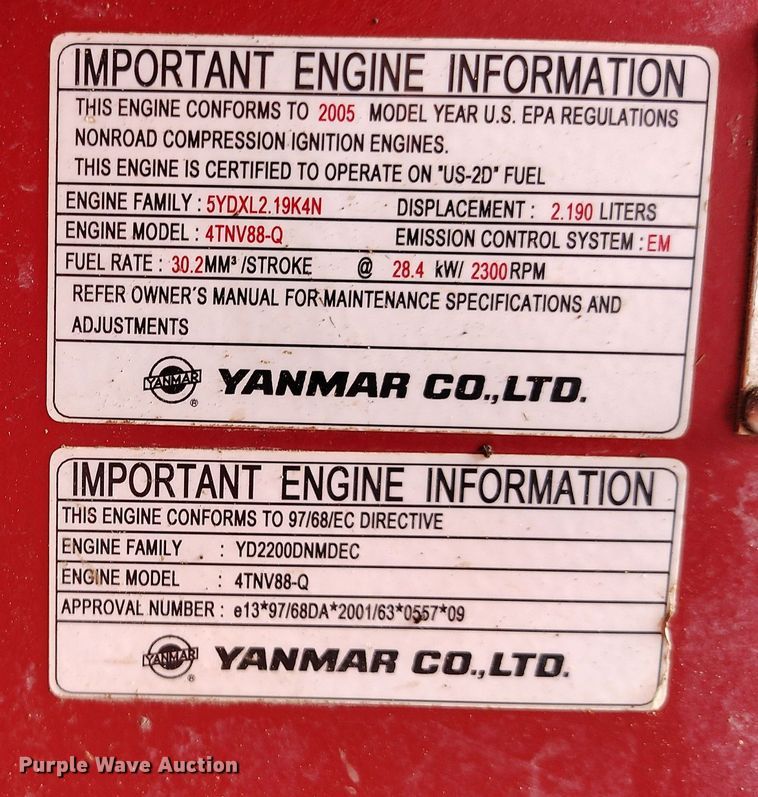 IMPORTANT ENGINE INFORMATION
THIS ENGINE CONFORMS TO 2005 MODEL YEAR U.S. EPA REGULATIONS
NONROAD COMPRESSION IGNITION ENGINES.
THIS ENGINE IS CERTIFIED TO OPERATE ON "US-2D" FUEL
ENGINE FAMILY : 5YDXL2.19K4N DISPLACEMENT : 2.190 LITERS
ENGINE MODEL : 4TNV88-Q EMISSION CONTROL SYSTEM : EM
FUEL RATE : 30.2MM³/STROKE @ 28.4 kW/ 2300RPM
REFER OWNER'S MANUAL FOR MAINTENANCE SPECIFICATIONS AND
ADJUSTMENTS
YANMAR ® YANMAR CO.,LTD.
IMPORTANT ENGINE INFORMATION
THIS ENGINE CONFORMS TO 97/68/EC DIRECTIVE
ENGINE FAMILY : YD2200DNMDEC
ENGINE MODEL : 4TNV88-Q
APPROVAL NUMBER : e13*97/68DA*2001/63*0557*09
YANMAR ® YANMAR CO.,LTD.
Purple Wave Auction